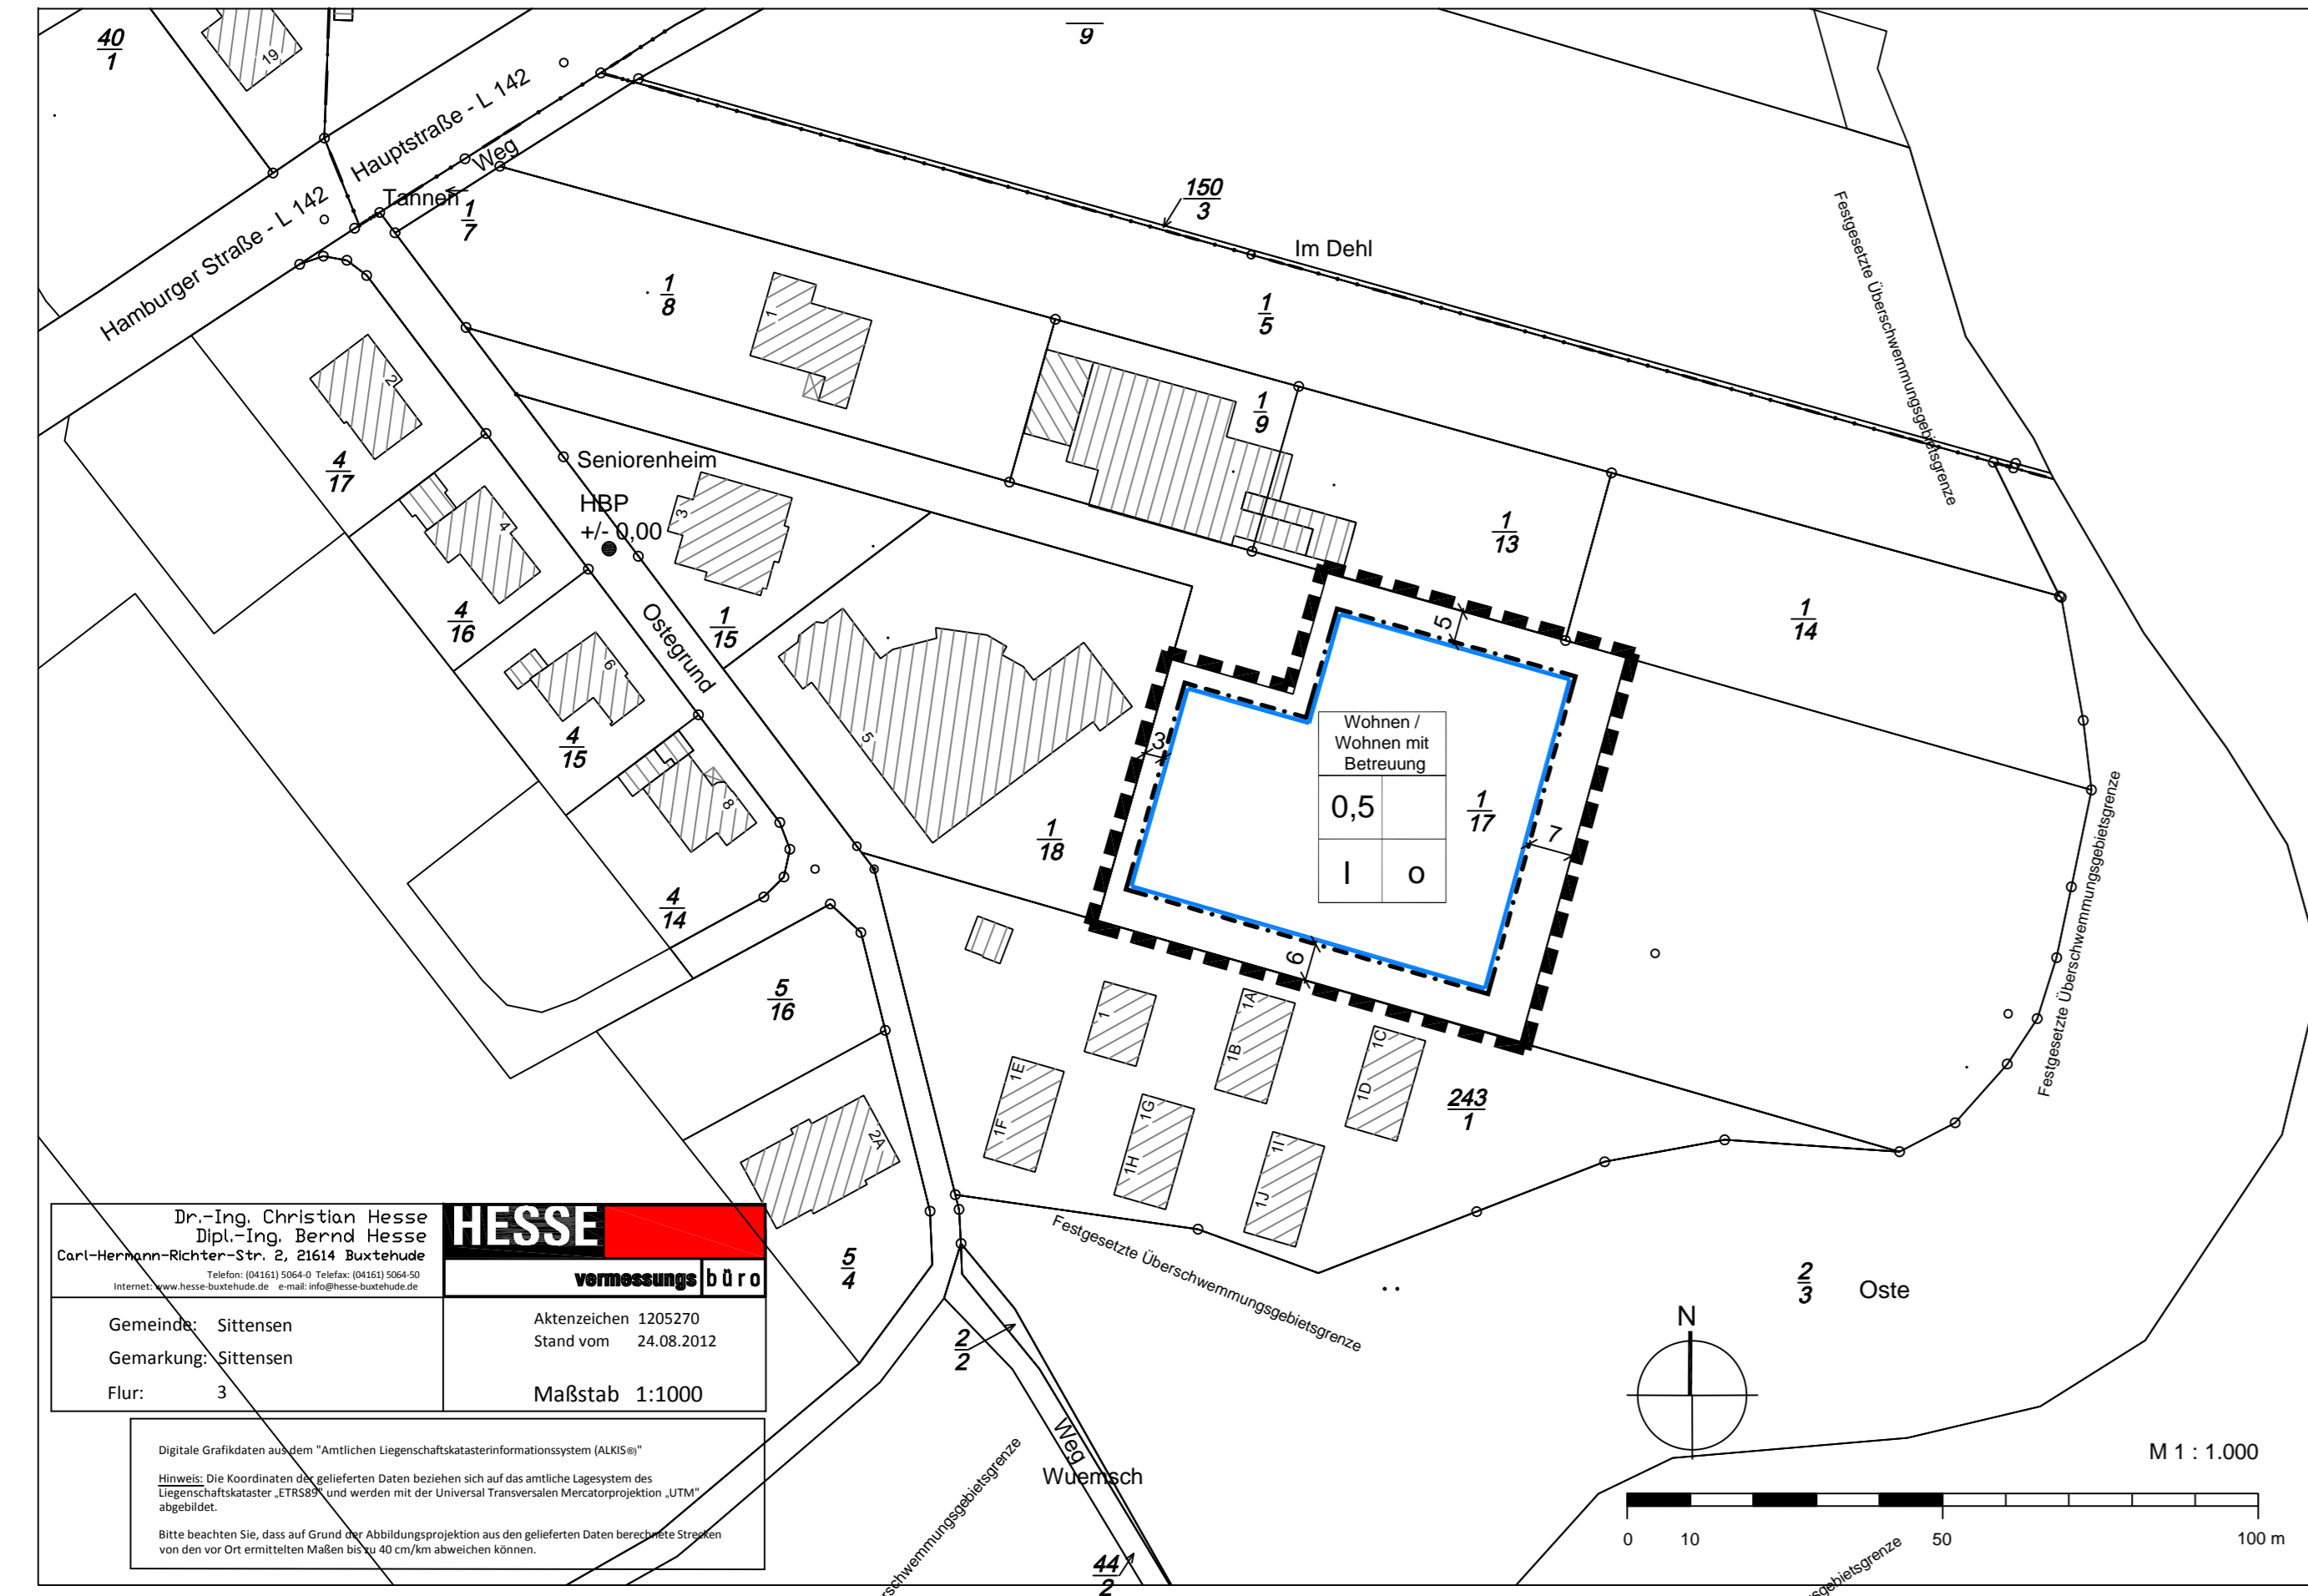 40
1
19
9
Hauptstraße - L 142
Weg
Tannen
1
7
Hamburger Straße - L 142
150
3
Im Dehl
1
8
1
1
5
Festgesetzte Überschwemmungsgebietsgrenze
2
4
17
1
9
Seniorenheim
HBP
+/- 0,00
3
4
4
16
1
13
1
14
1
15
Ostegrund
6
4
15
5
5
3
Wohnen /
Wohnen mit
Betreuung
0,5
I
o
1
17
7
1
18
8
4
14
6
Festgesetzte Überschwemmungsgebietsgrenze
5
16
1
1A
1B
1C
1D
1E
1F
1G
1H
1I
1J
243
1
2A
5
4
Festgesetzte Überschwemmungsgebietsgrenze
2
3
Oste
Dr.-Ing. Christian Hesse
Dipl.-Ing. Bernd Hesse
Carl-Hermann-Richter-Str. 2, 21614 Buxtehude
Telefon: (04161) 5064-0 Telefax: (04161) 5064-50
Internet: www.hesse-buxtehude.de e-mail: info@hesse-buxtehude.de
HESSE
vermessungs büro
Gemeinde: Sittensen
Gemarkung: Sittensen
Flur: 3
Aktenzeichen 1205270
Stand vom 24.08.2012
Maßstab 1:1000
2
2
Weg
Wuemsch
44
2
Digitale Grafikdaten aus dem "Amtlichen Liegenschaftskatasterinformationssystem (ALKIS®)"
Hinweis: Die Koordinaten der gelieferten Daten beziehen sich auf das amtliche Lagesystem des
Liegenschaftskataster „ETRS89" und werden mit der Universal Transversalen Mercatorprojektion „UTM"
abgebildet.
Bitte beachten Sie, dass auf Grund der Abbildungsprojektion aus den gelieferten Daten berechnete Strecken
von den vor Ort ermittelten Maßen bis zu 40 cm/km abweichen können.
erschwemmungsgebietsgrenze
N
M 1 : 1.000
0 10 50 100 m
sgebietsgrenze